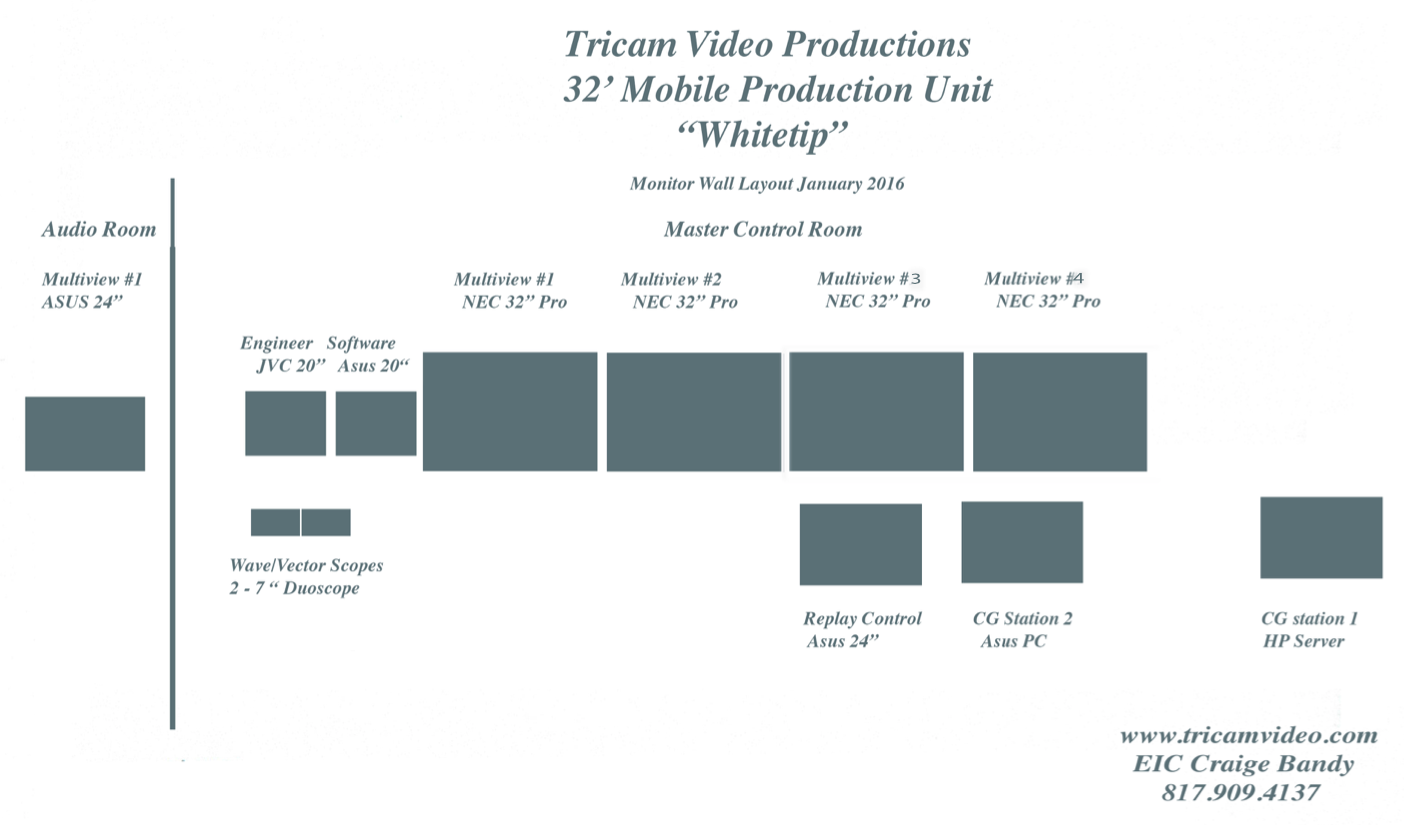 Tricam Video Productions
32’ Mobile Production Unit
“Whitetip”
Monitor Wall Layout January 2016
Audio Room
Master Control Room
Multiview #1
ASUS 24”
Multiview #1
NEC 32” Pro
Multiview #2
NEC 32” Pro
Multiview #3
NEC 32” Pro
Multiview #4
NEC 32” Pro
Engineer
JVC 20”
Software
Asus 20“
Wave/Vector Scopes
2 - 7 “ Duoscope
Replay Control
Asus 24”
CG Station 2
Asus PC
CG station 1
HP Server
www.tricamvideo.com
EIC Craige Bandy
817.909.4137